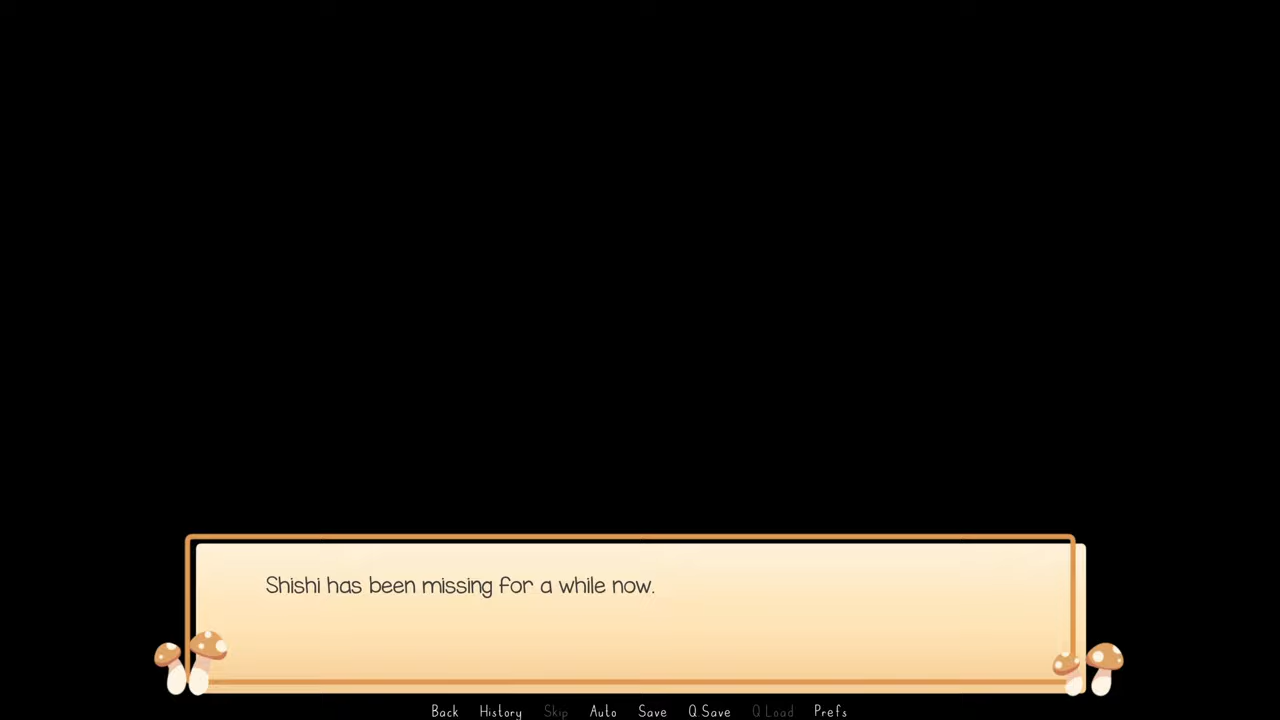 Shishi has been missing for a while now.
Back History Skip Auto Save Q.Save Q.Load Prefs